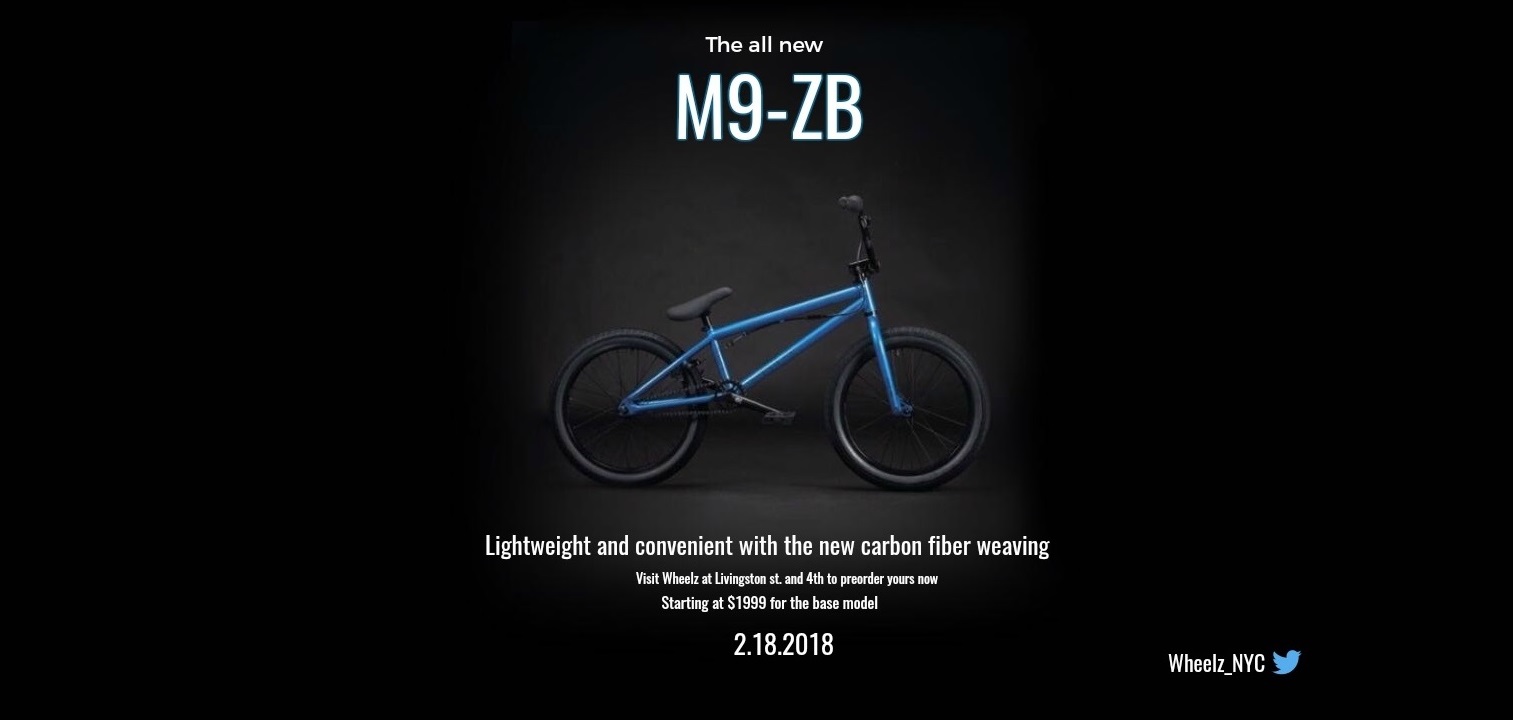 The all new
M9-ZB
Lightweight and convenient with the new carbon fiber weaving
Visit Wheelz at Livingston st. and 4th to preorder yours now
Starting at $1999 for the base model
2.18.2018
Wheelz_NYC